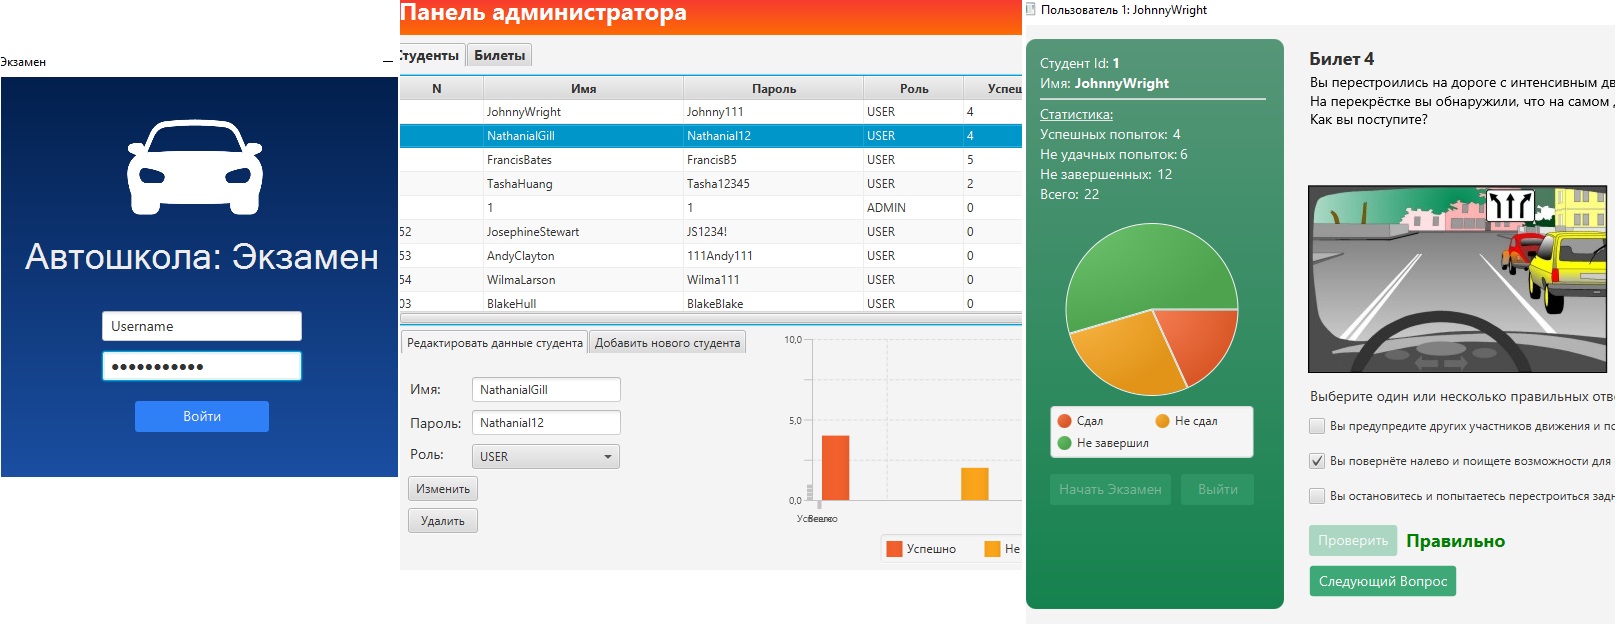 Экзамен
Автошкола: Экзамен
Username
Войти
Панель администратора
Студенты Билеты
N Имя Пароль Роль Успеш
JohnnyWright Johnny111 USER 4
NathanialGill Nathanial12 USER 4
FrancisBates FrancisB5 USER 5
TashaHuang Tasha12345 USER 2
1 1 ADMIN 0
52 JosephineStewart JS1234! USER 0
53 AndyClayton 111Andy111 USER 0
54 WilmaLarson Wilma111 USER 0
03 BlakeHull BlakeBlake USER 0
Редактировать данные студента Добавить нового студента
Имя: NathanialGill
Пароль: Nathanial12
Роль: USER
Изменить
Удалить
10,0
5,0
0,0
Успешно Не
Пользователь 1: JohnnyWright
Студент Id: 1
Имя: JohnnyWright
Статистика:
Успешных попыток: 4
Не удачных попыток: 6
Не завершенных: 12
Всего: 22
Сдал Не сдал
Не завершил
Начать Экзамен Выйти
Билет 4
Вы перестроились на дороге с интенсивным дв
На перекрёстке вы обнаружили, что на самом
Как вы поступите?
Выберите один или несколько правильных отве
Вы предупредите других участников движения и по
Вы повернёте налево и поищете возможности для
Вы остановитесь и попытаетесь перестроиться задн
Проверить Правильно
Следующий Вопрос